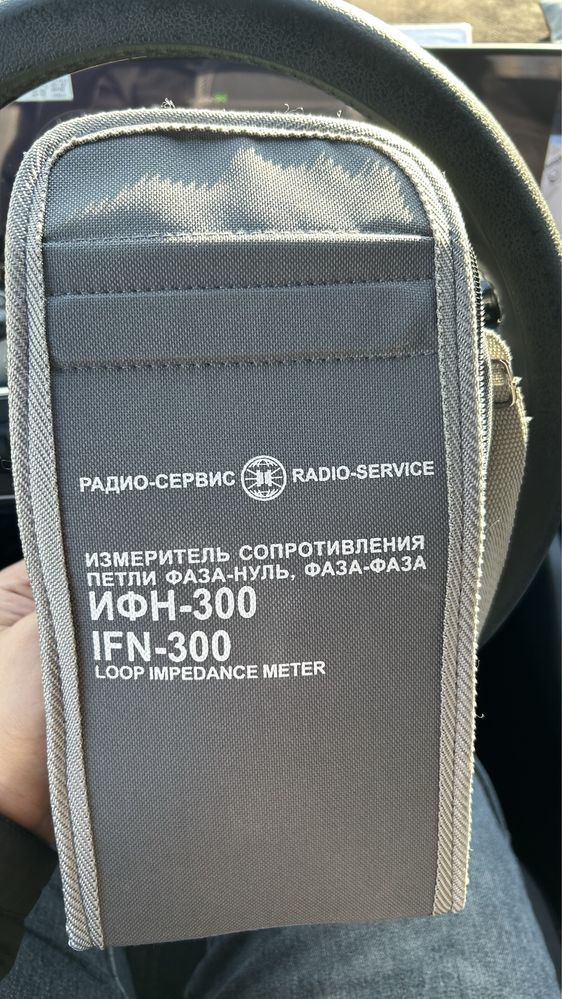 РАДИО-СЕРВИС RADIO-SERVICE
ИЗМЕРИТЕЛЬ СОПРОТИВЛЕНИЯ
ПЕТЛИ ФАЗА-НУЛЬ, ФАЗА-ФАЗА
ИФН-300
IFN-300
LOOP IMPEDANCE METER